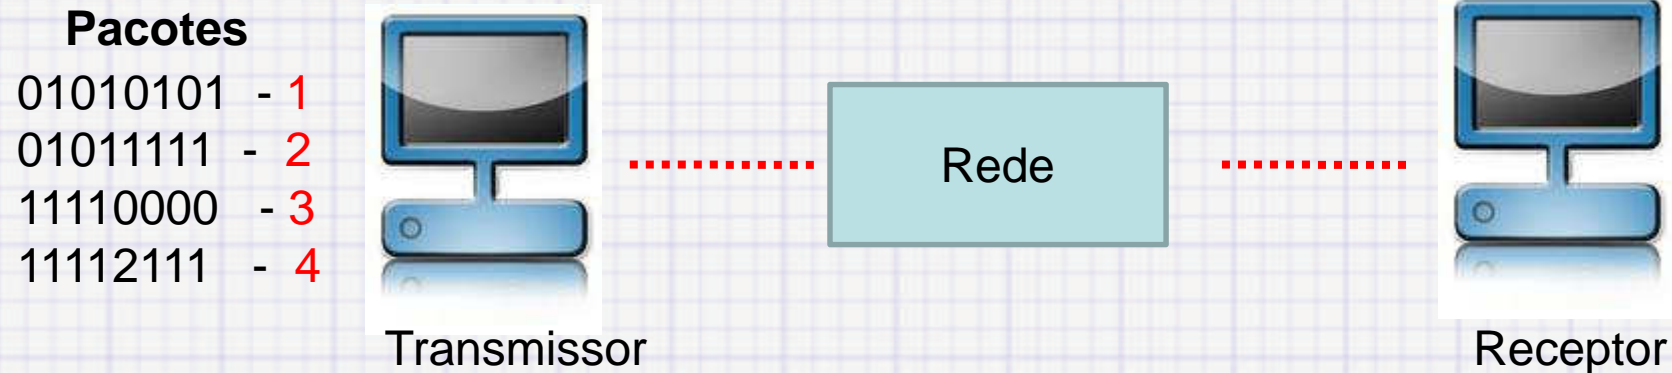 Pacotes
01010101 - 1
01011111 - 2
11110000 - 3
11112111 - 4
Rede
Transmissor
Receptor